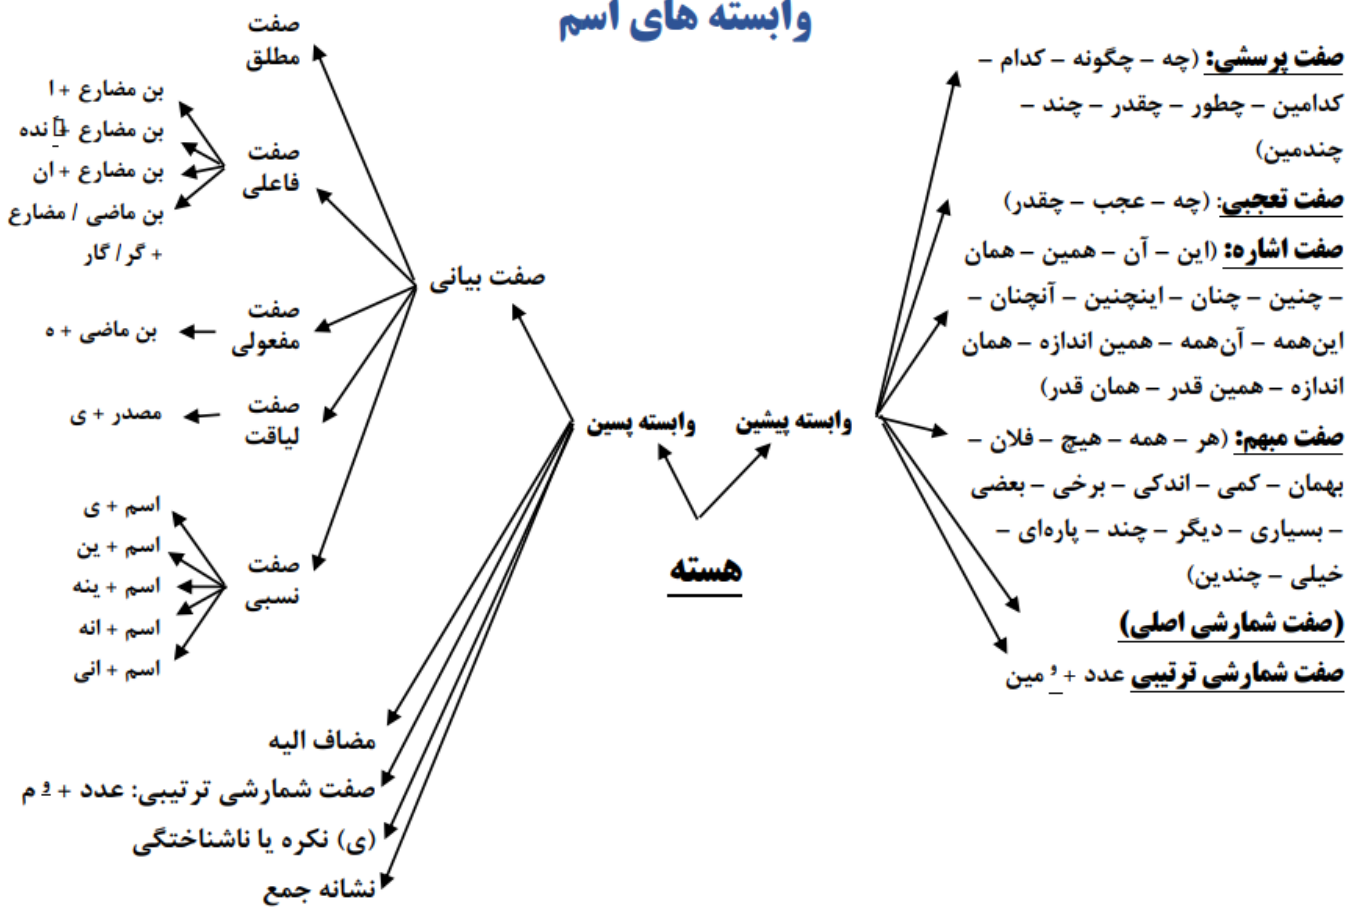 وابسته های اسم
صفت پرسشی: (چه – چگونه – کدام –
کدامین – چطور – چقدر – چند –
چندمین)
صفت تعجبی: (چه – عجب – چقدر)
صفت اشاره: (این – آن – همین – همان
– چنین – چنان – اینچنین – آنچنان –
این‌همه – آن‌همه – همین اندازه – همان
اندازه – همین قدر – همان قدر)
صفت مبهم: (هر – همه – هیچ – فلان –
بهمان – کمی – اندکی – برخی – بعضی
– بسیاری – دیگر – چند – پاره‌ای –
خیلی – چندین)
(صفت شمارشی اصلی)
صفت شمارشی ترتیبی عدد + ُ مین
وابسته پیشین
وابسته پسین
هسته
صفت بیانی
صفت
مطلق
صفت
فاعلی
بن مضارع + ا
بن مضارع + َ نده
بن مضارع + ان
بن ماضی / مضارع
+ گر / گار
صفت
مفعولی
بن ماضی + ه
صفت
لیاقت
مصدر + ی
صفت
نسبی
اسم + ی
اسم + ین
اسم + ینه
اسم + انه
اسم + انی
مضاف الیه
صفت شمارشی ترتیبی: عدد + ُ م
(ی) نکره یا ناشناختگی
نشانه جمع